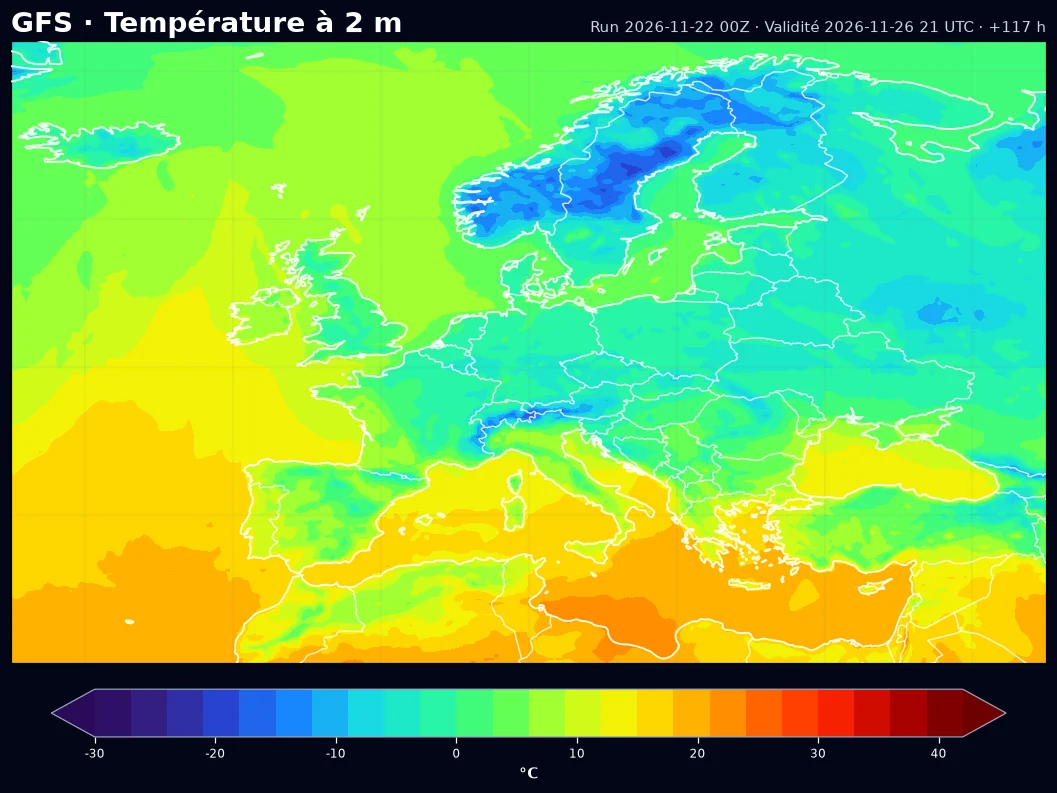 GFS · Température à 2 m
Run 2026-11-22 00Z · Validité 2026-11-26 21 UTC · +117 h
-30 -20 -10 0 10 20 30 40
°C